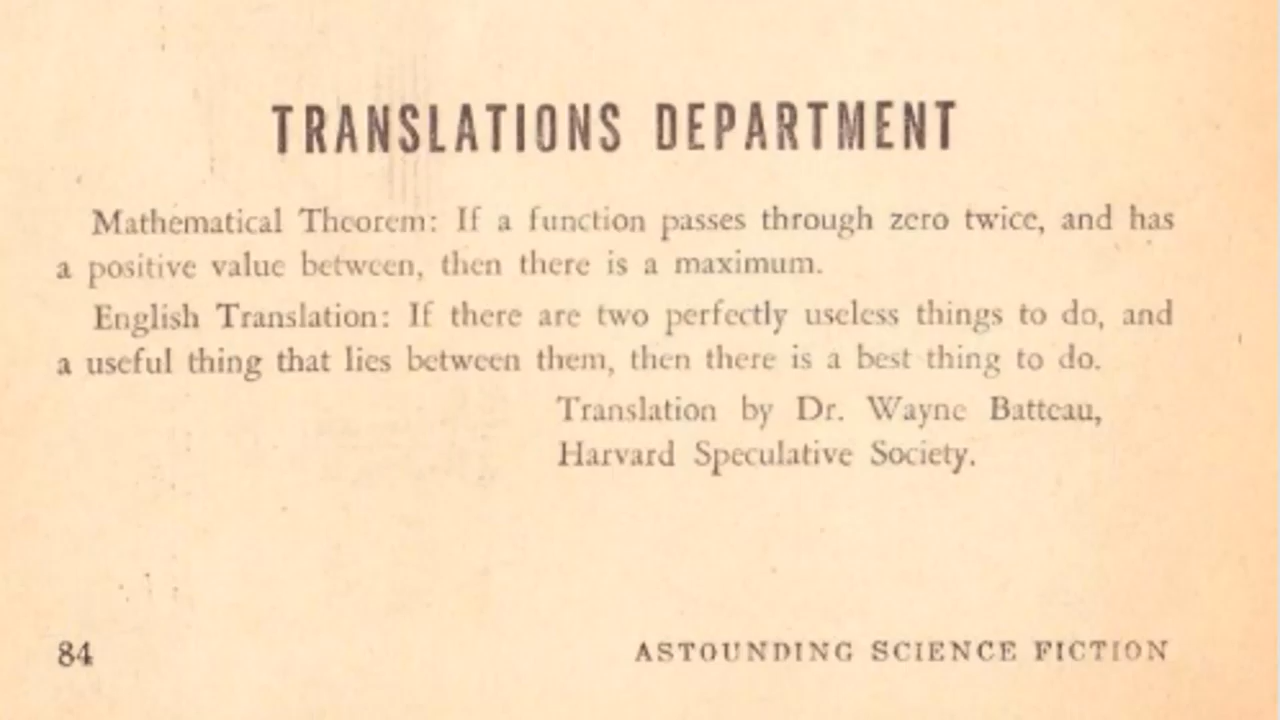 TRANSLATIONS DEPARTMENT
Mathematical Theorem: If a function passes through zero twice, and has
a positive value between, then there is a maximum.
English Translation: If there are two perfectly useless things to do, and
a useful thing that lies between them, then there is a best thing to do.
Translation by Dr. Wayne Batteau,
Harvard Speculative Society.
84
ASTOUNDING SCIENCE FICTION